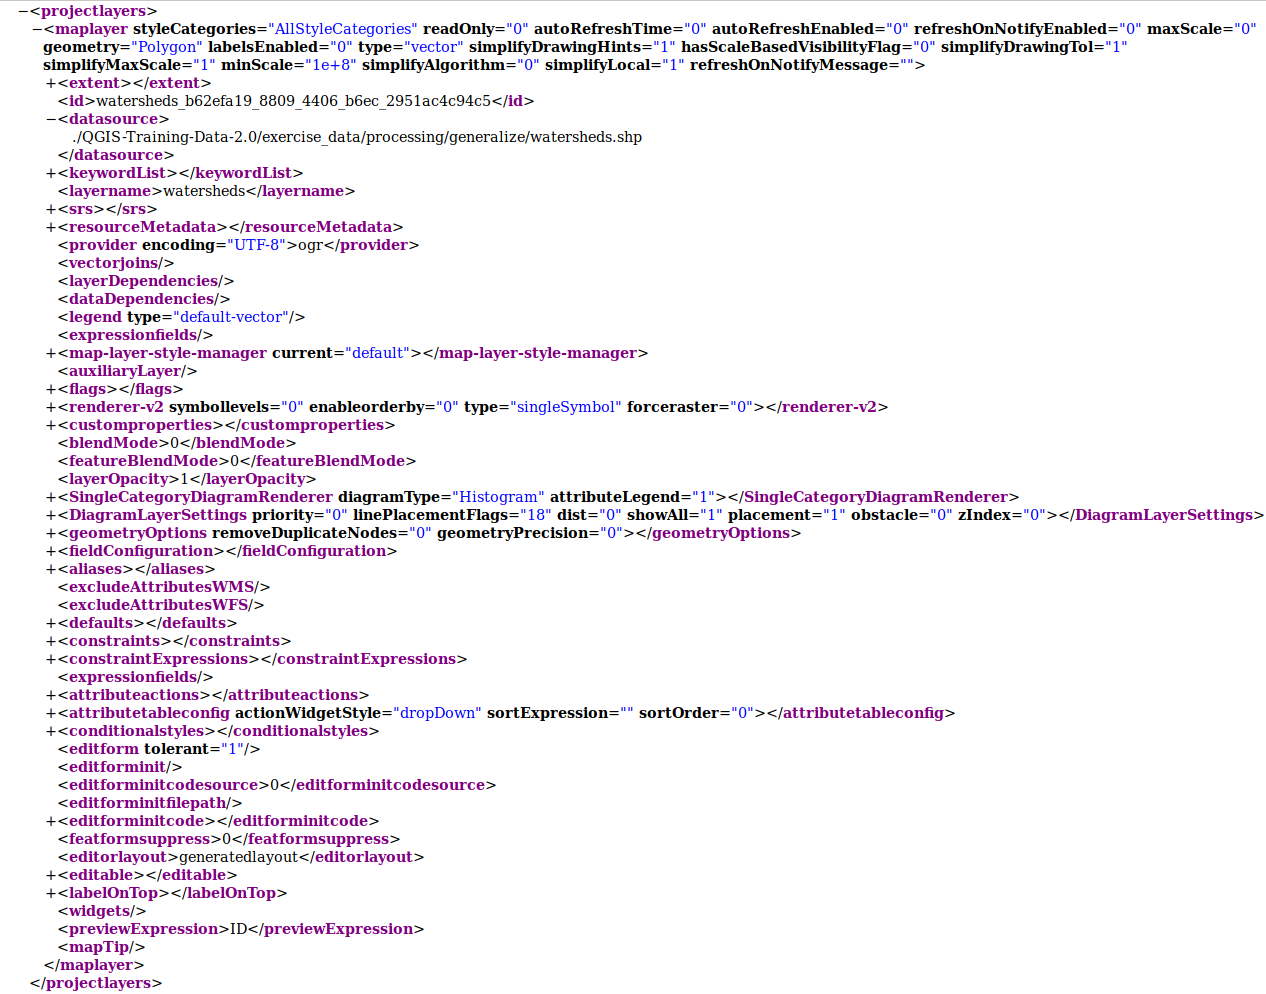 −<projectlayers>
−<maplayer styleCategories="AllStyleCategories" readOnly="0" autoRefreshTime="0" autoRefreshEnabled="0" refreshOnNotifyEnabled="0" maxScale="0"
geometry="Polygon" labelsEnabled="0" type="vector" simplifyDrawingHints="1" hasScaleBasedVisibilityFlag="0" simplifyDrawingTol="1"
simplifyMaxScale="1" minScale="1e+8" simplifyAlgorithm="0" simplifyLocal="1" refreshOnNotifyMessage="">
+<extent></extent>
<id>watersheds_b62efa19_8809_4406_b6ec_2951ac4c94c5</id>
−<datasource>
./QGIS-Training-Data-2.0/exercise_data/processing/generalize/watersheds.shp
</datasource>
+<keywordList></keywordList>
<layername>watersheds</layername>
+<srs></srs>
+<resourceMetadata></resourceMetadata>
<provider encoding="UTF-8">ogr</provider>
<vectorjoins/>
<layerDependencies/>
<dataDependencies/>
<legend type="default-vector"/>
<expressionfields/>
+<map-layer-style-manager current="default"></map-layer-style-manager>
<auxiliaryLayer/>
+<flags></flags>
+<renderer-v2 symbollevels="0" enableorderby="0" type="singleSymbol" forceraster="0"></renderer-v2>
+<customproperties></customproperties>
<blendMode>0</blendMode>
<featureBlendMode>0</featureBlendMode>
<layerOpacity>1</layerOpacity>
+<SingleCategoryDiagramRenderer diagramType="Histogram" attributeLegend="1"></SingleCategoryDiagramRenderer>
+<DiagramLayerSettings priority="0" linePlacementFlags="18" dist="0" showAll="1" placement="1" obstacle="0" zIndex="0"></DiagramLayerSettings>
+<geometryOptions removeDuplicateNodes="0" geometryPrecision="0"></geometryOptions>
+<fieldConfiguration></fieldConfiguration>
+<aliases></aliases>
<excludeAttributesWMS/>
<excludeAttributesWFS/>
+<defaults></defaults>
+<constraints></constraints>
+<constraintExpressions></constraintExpressions>
<expressionfields/>
+<attributeactions></attributeactions>
+<attributetableconfig actionWidgetStyle="dropDown" sortExpression="" sortOrder="0"></attributetableconfig>
+<conditionalstyles></conditionalstyles>
<editform tolerant="1"/>
<editforminit/>
<editforminitcodesource>0</editforminitcodesource>
<editforminitfilepath/>
+<editforminitcode></editforminitcode>
<featformsuppress>0</featformsuppress>
<editorlayout>generatedlayout</editorlayout>
+<editable></editable>
+<labelOnTop></labelOnTop>
<widgets/>
<previewExpression>ID</previewExpression>
<mapTip/>
</maplayer>
</projectlayers>